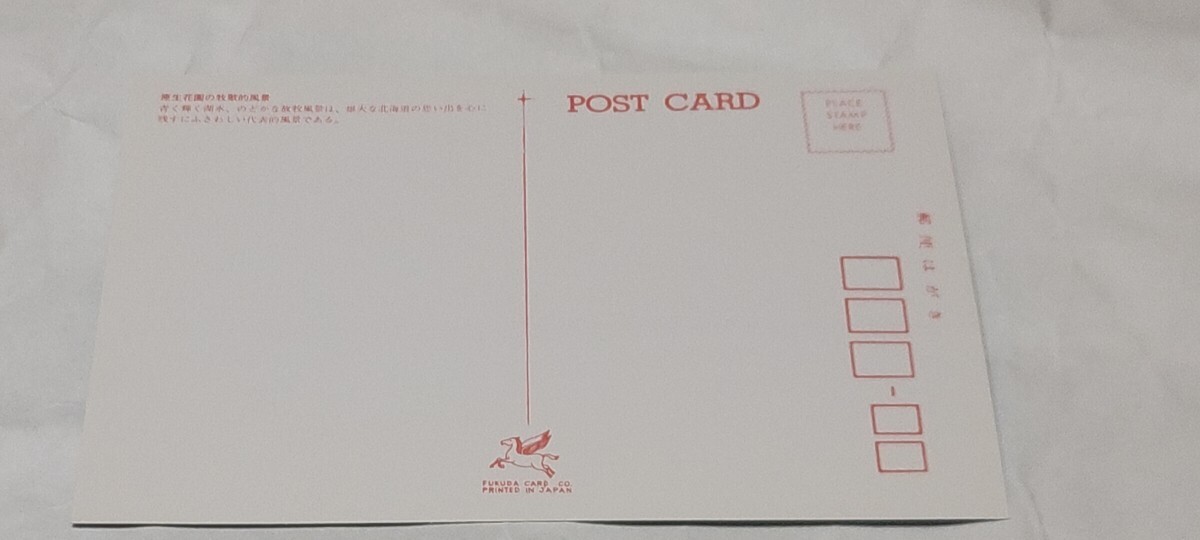 原生花園の牧歌的風景
青く輝く湖水、のどかな放牧風景は、雄大な北海道の思い出を心に
残すにふさわしい代表的風景である。
POST CARD
PLACE
STAMP
HERE
郵便はがき
FUKUDA CARD CO.
PRINTED IN JAPAN